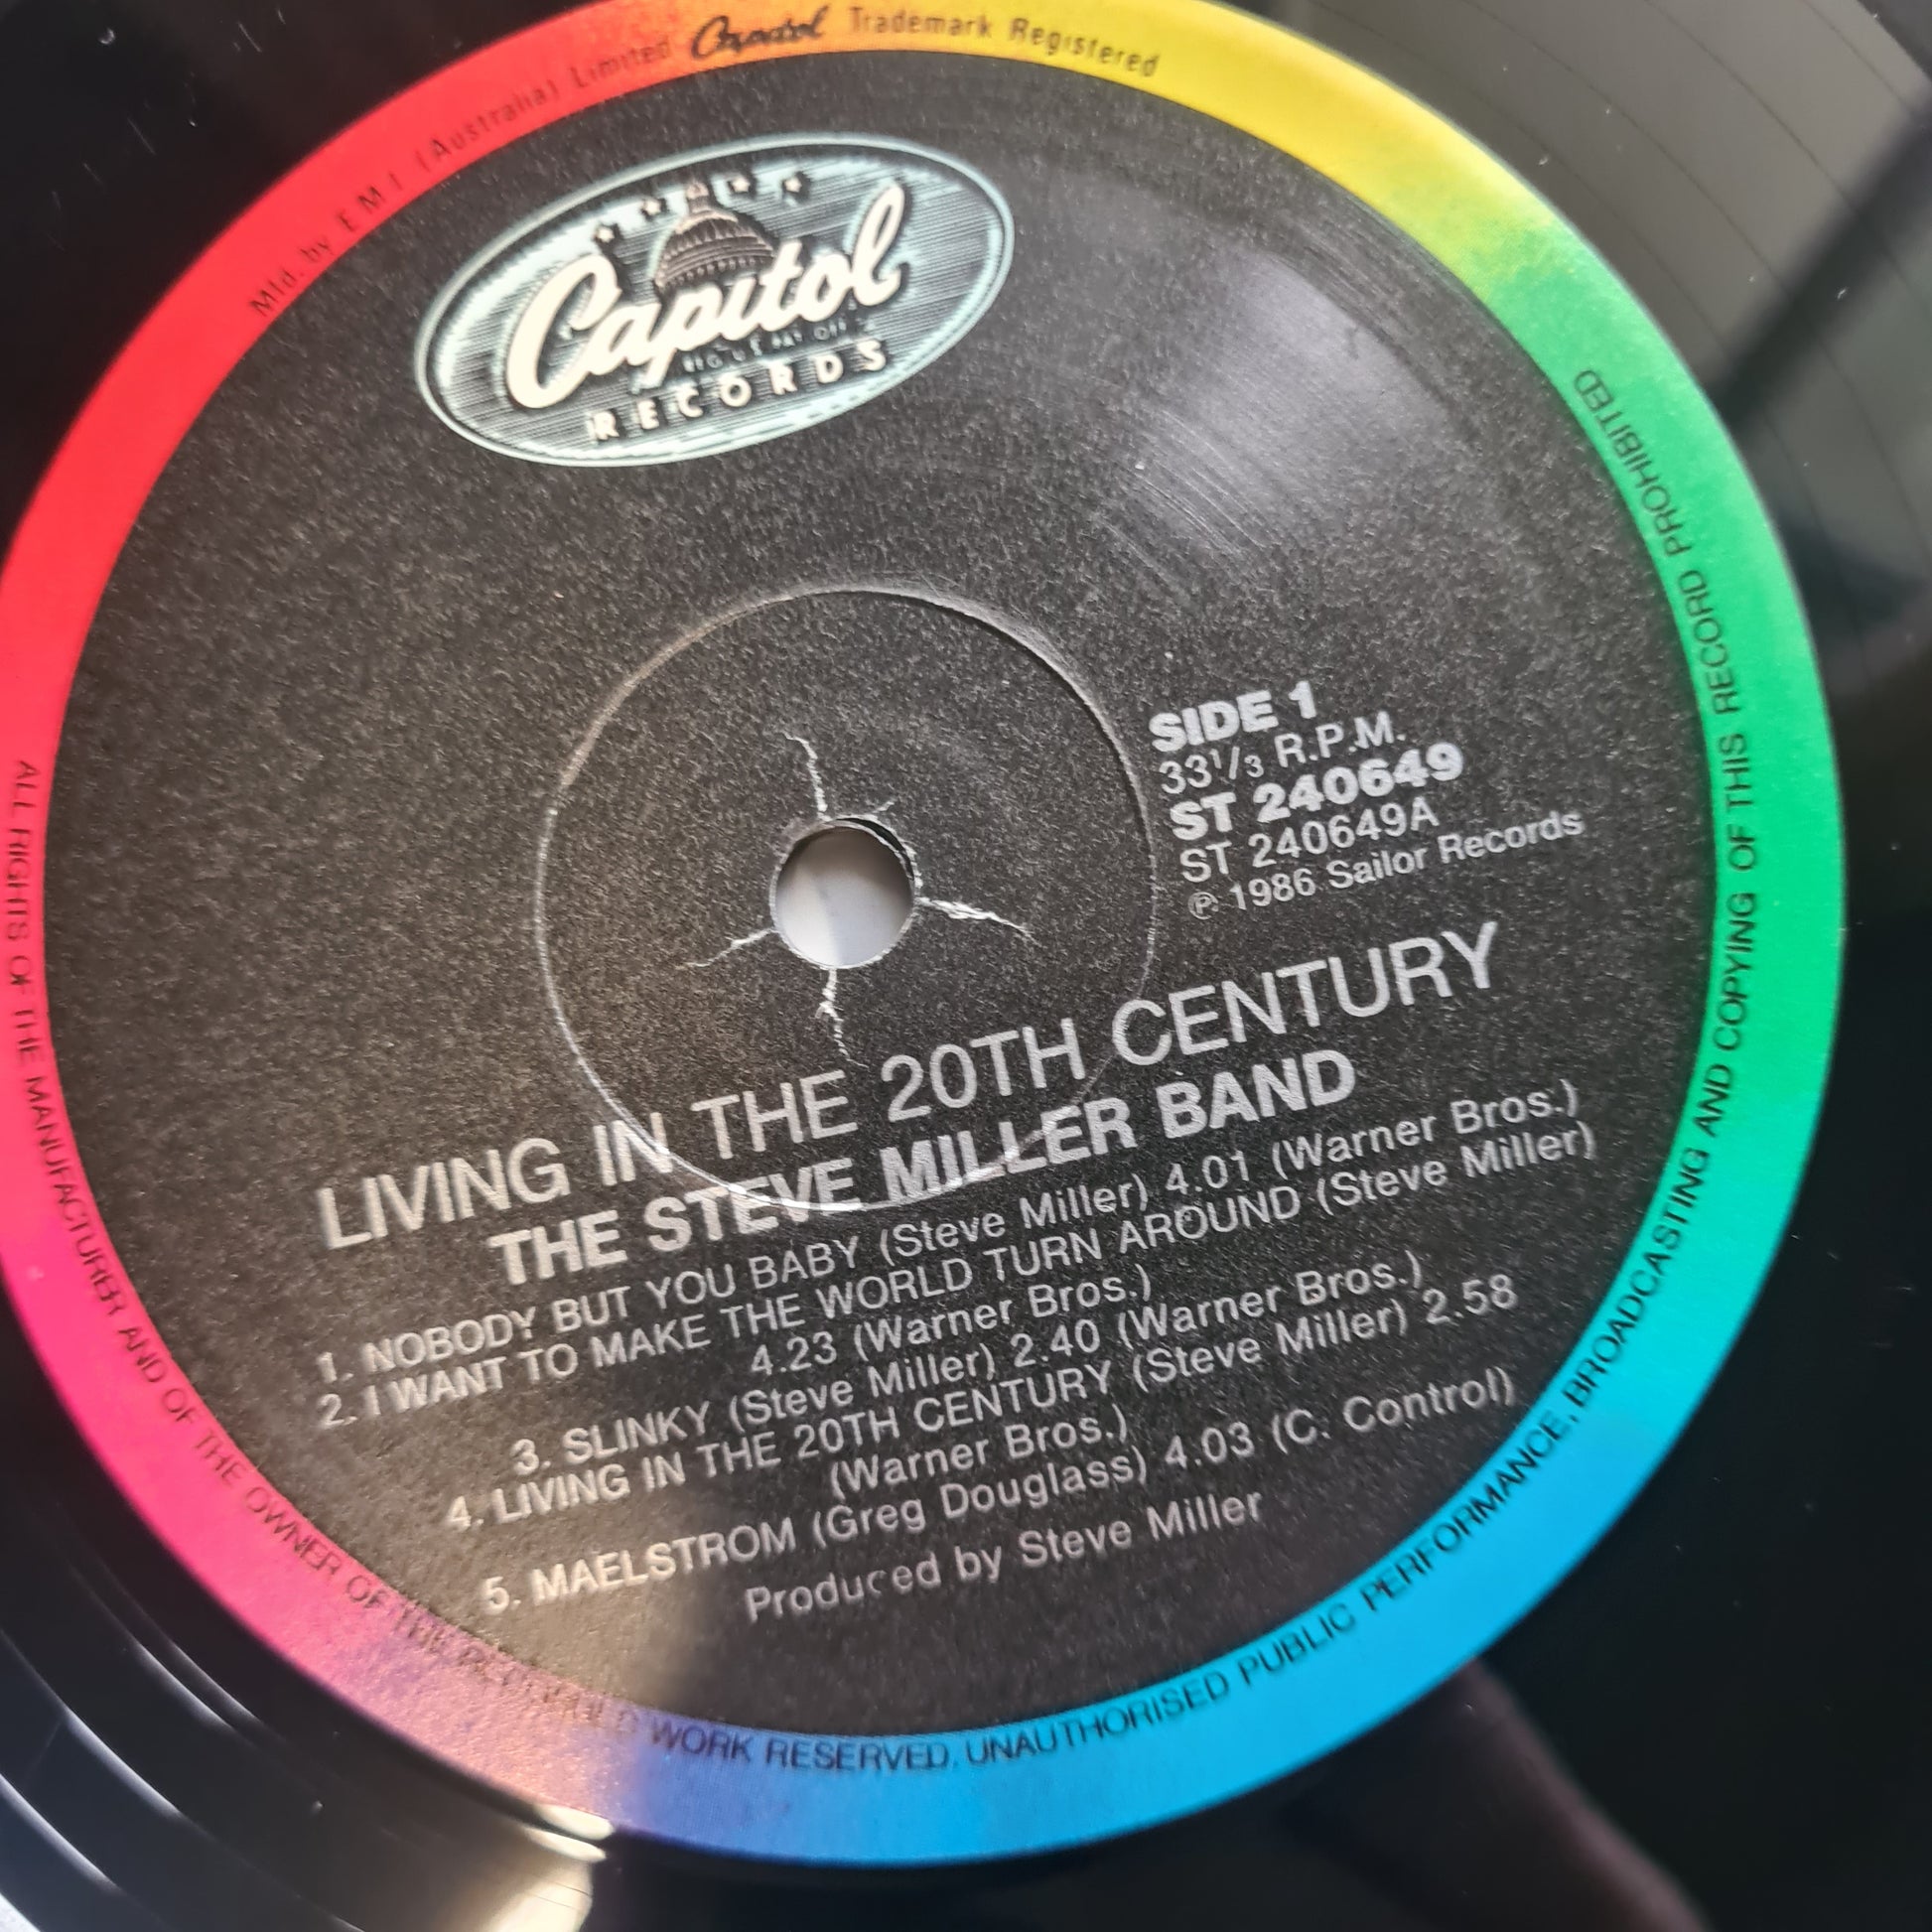 Mfd. by E M I (Australia) Limited Capitol Trademark Registered
Capitol
RECORDS
SIDE 1
33 1/3 R.P.M.
ST 240649
ST 240649A
℗ 1986 Sailor Records
LIVING IN THE 20TH CENTURY
THE STEVE MILLER BAND
1. NOBODY BUT YOU BABY (Steve Miller) 4.01 (Warner Bros.)
2. I WANT TO MAKE THE WORLD TURN AROUND (Steve Miller)
4.23 (Warner Bros.)
3. SLINKY (Steve Miller) 2.40 (Warner Bros.)
4. LIVING IN THE 20TH CENTURY (Steve Miller) 2.58
(Warner Bros.)
5. MAELSTROM (Greg Douglass) 4.03 (C. Control)
Produced by Steve Miller
ALL RIGHTS OF THE MANUFACTURER AND OF THE OWNER OF THE RECORDED WORK RESERVED. UNAUTHORISED PUBLIC PERFORMANCE, BROADCASTING AND COPYING OF THIS RECORD PROHIBITED